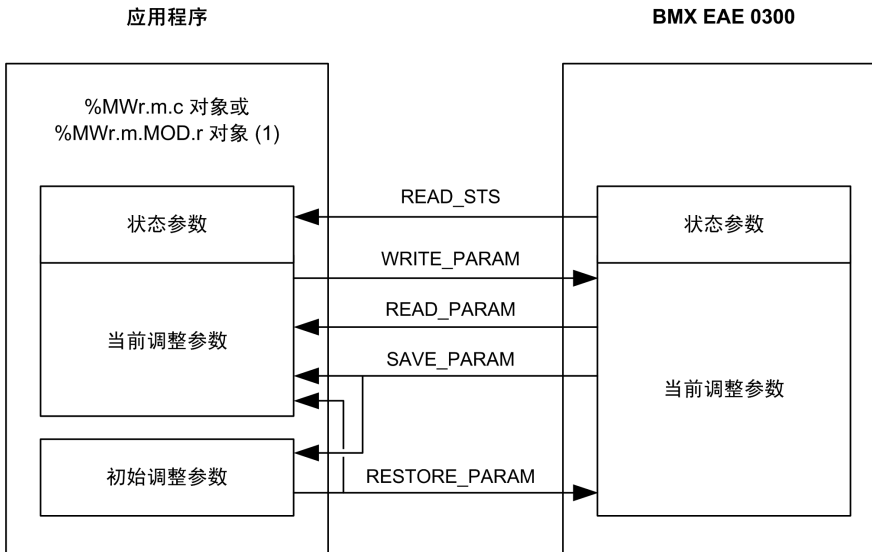 应用程序
BMX EAE 0300
%MWr.m.c 对象或
%MWr.m.MOD.r 对象 (1)
状态参数
READ_STS
状态参数
WRITE_PARAM
READ_PARAM
当前调整参数
SAVE_PARAM
当前调整参数
初始调整参数
RESTORE_PARAM